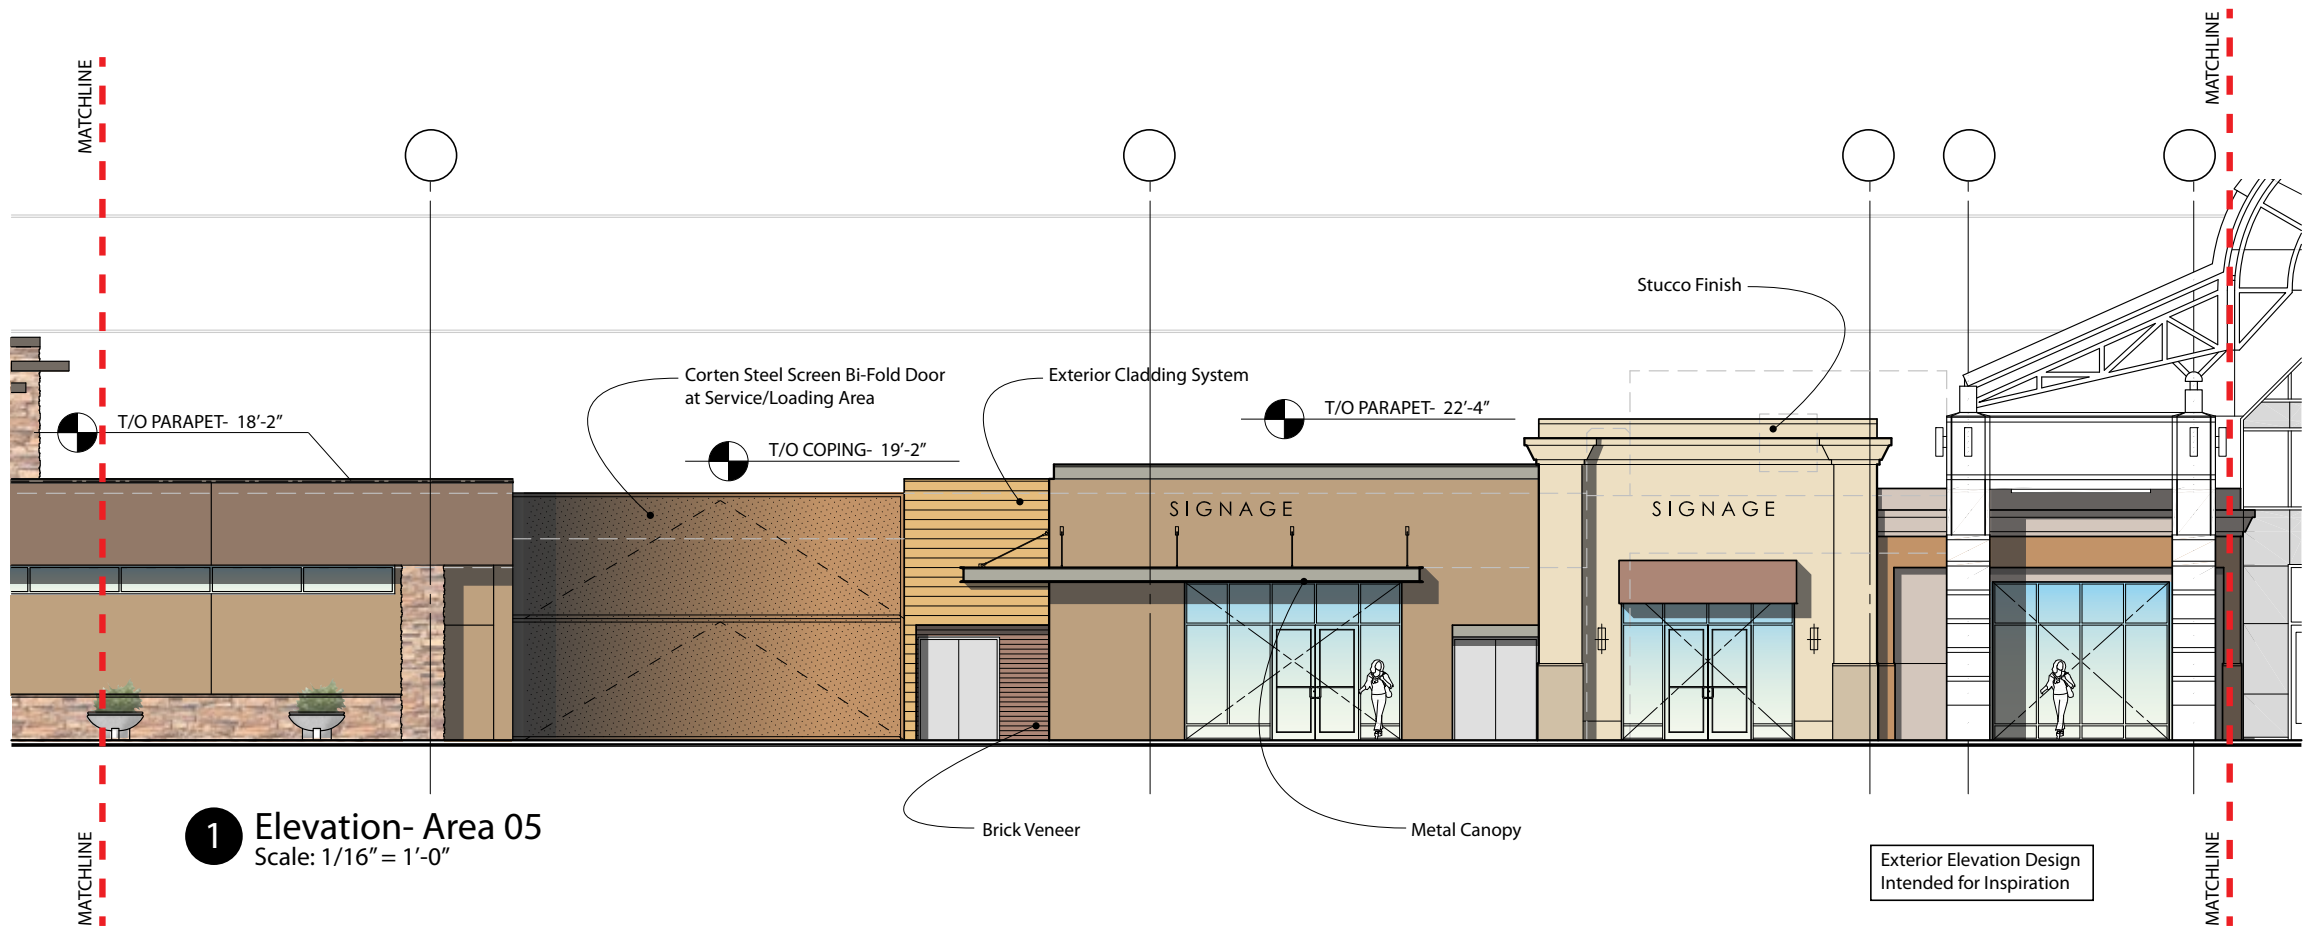 MATCHLINE
MATCHLINE
Stucco Finish
Corten Steel Screen Bi-Fold Door
at Service/Loading Area
Exterior Cladding System
T/O PARAPET- 18'-2"
T/O PARAPET- 22'-4"
T/O COPING- 19'-2"
SIGNAGE
SIGNAGE
1
Elevation- Area 05
Scale: 1/16" = 1'-0"
Brick Veneer
Metal Canopy
Exterior Elevation Design
Intended for Inspiration
MATCHLINE
MATCHLINE